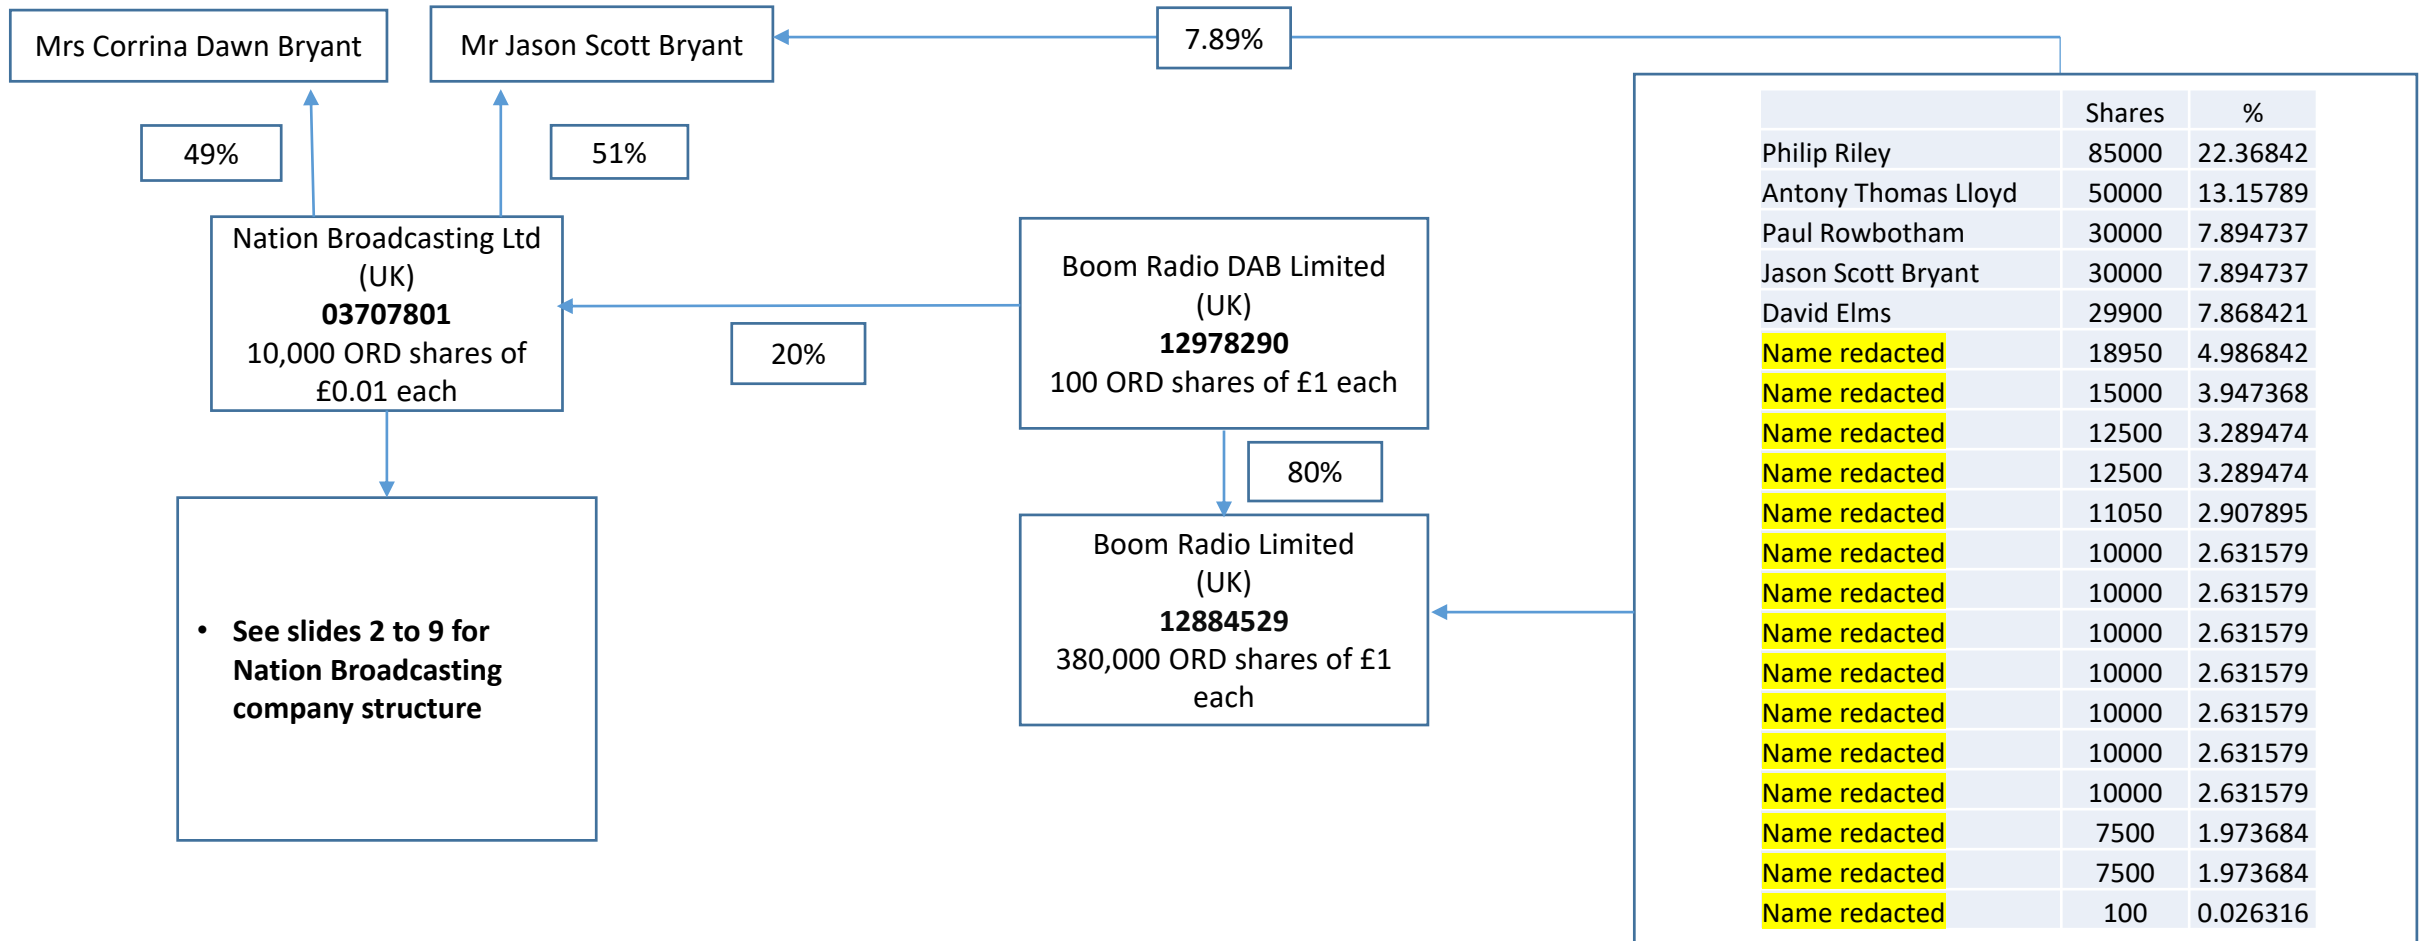 Mrs Corrina Dawn Bryant
Mr Jason Scott Bryant
7.89%
49%
51%
Nation Broadcasting Ltd
(UK)
03707801
10,000 ORD shares of
£0.01 each
20%
Boom Radio DAB Limited
(UK)
12978290
100 ORD shares of £1 each
80%
Boom Radio Limited
(UK)
12884529
380,000 ORD shares of £1
each
• See slides 2 to 9 for
Nation Broadcasting
company structure
Shares %
Philip Riley 85000 22.36842
Antony Thomas Lloyd 50000 13.15789
Paul Rowbotham 30000 7.894737
Jason Scott Bryant 30000 7.894737
David Elms 29900 7.868421
Name redacted 18950 4.986842
Name redacted 15000 3.947368
Name redacted 12500 3.289474
Name redacted 12500 3.289474
Name redacted 11050 2.907895
Name redacted 10000 2.631579
Name redacted 10000 2.631579
Name redacted 10000 2.631579
Name redacted 10000 2.631579
Name redacted 10000 2.631579
Name redacted 10000 2.631579
Name redacted 10000 2.631579
Name redacted 7500 1.973684
Name redacted 7500 1.973684
Name redacted 100 0.026316